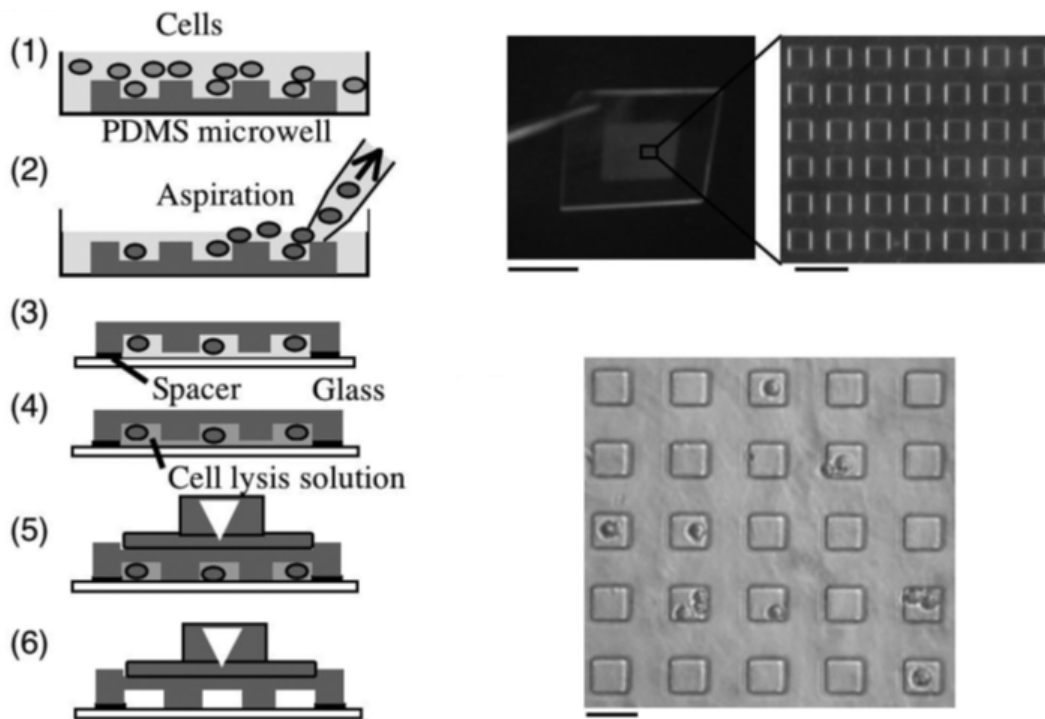 (1)
Cells
PDMS microwell
(2)
Aspiration
(3)
Spacer
Glass
(4)
Cell lysis solution
(5)
(6)